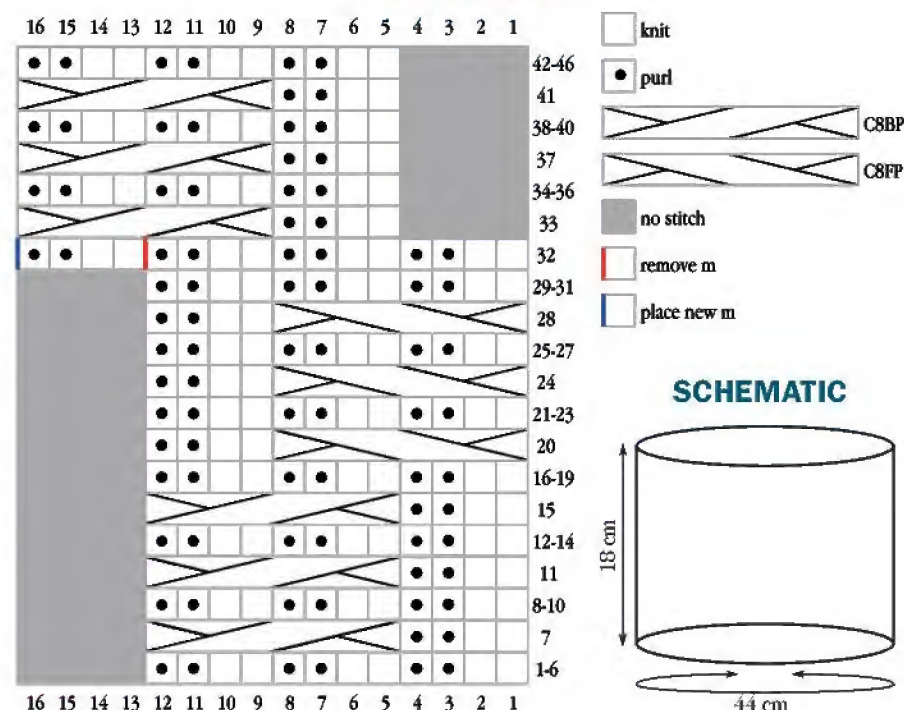 16 15 14 13 12 11 10 9 8 7 6 5 4 3 2 1
42-46
41
38-40
37
34-36
33
32
29-31
28
25-27
24
21-23
20
16-19
15
12-14
11
8-10
7
1-6
16 15 14 13 12 11 10 9 8 7 6 5 4 3 2 1
knit
purl
C8BP
C8FP
no stitch
remove m
place new m
SCHEMATIC
18 cm
44 cm